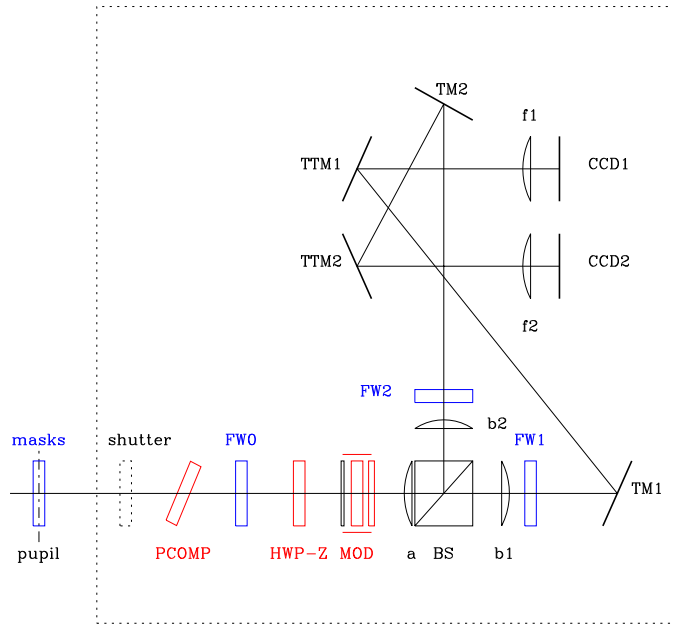 TM2
f1
TTM1
CCD1
TTM2
CCD2
f2
FW2
b2
masks
shutter
FW0
FW1
TM1
pupil
PCOMP
HWP-Z
MOD
a
BS
b1